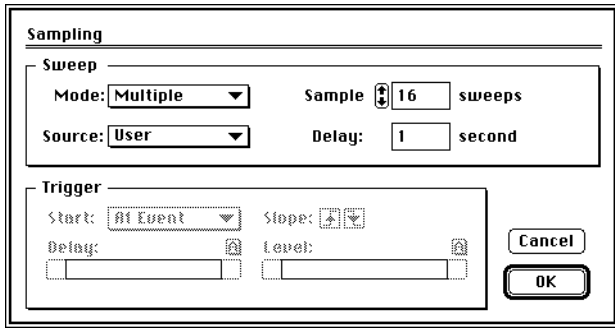 Sampling
Sweep
Mode: Multiple Sample 16 sweeps
Source: User Delay: 1 second
Trigger
Start: A1 Event Slope:
Delay: A Level: A
Cancel
OK